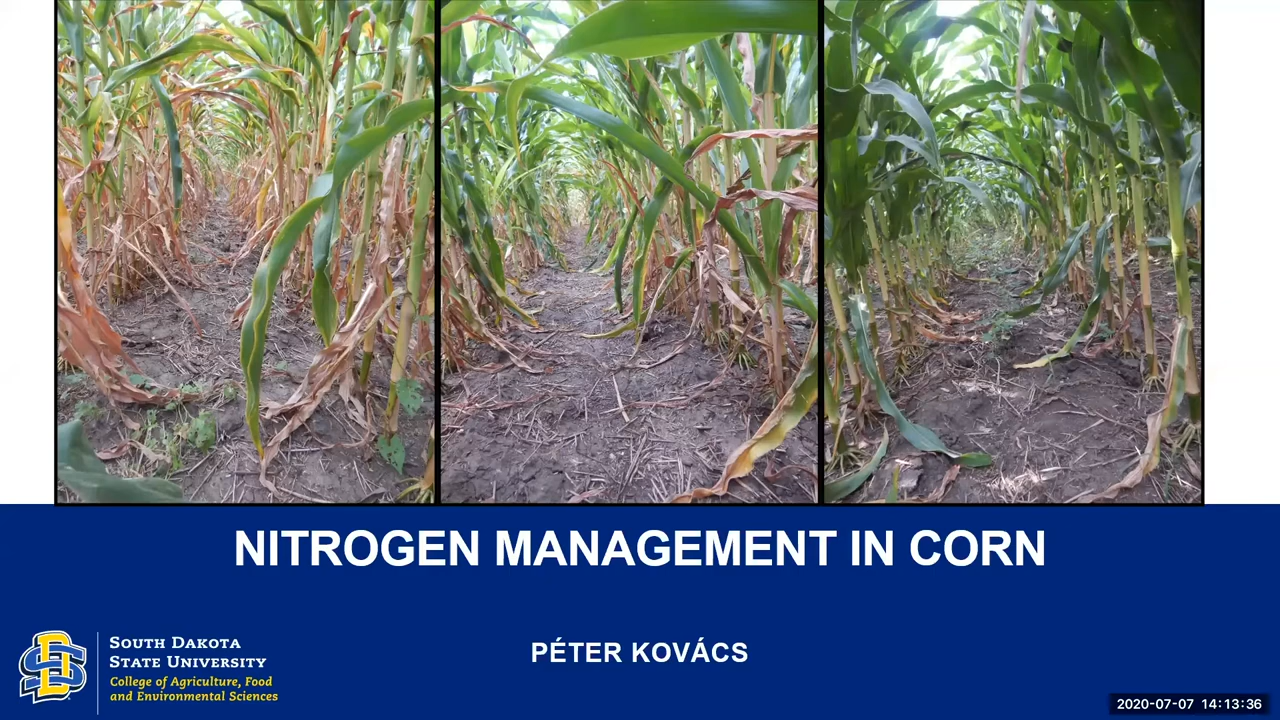 NITROGEN MANAGEMENT IN CORN
PÉTER KOVÁCS
SOUTH DAKOTA
STATE UNIVERSITY
College of Agriculture, Food
and Environmental Sciences
2020-07-07 14:13:36